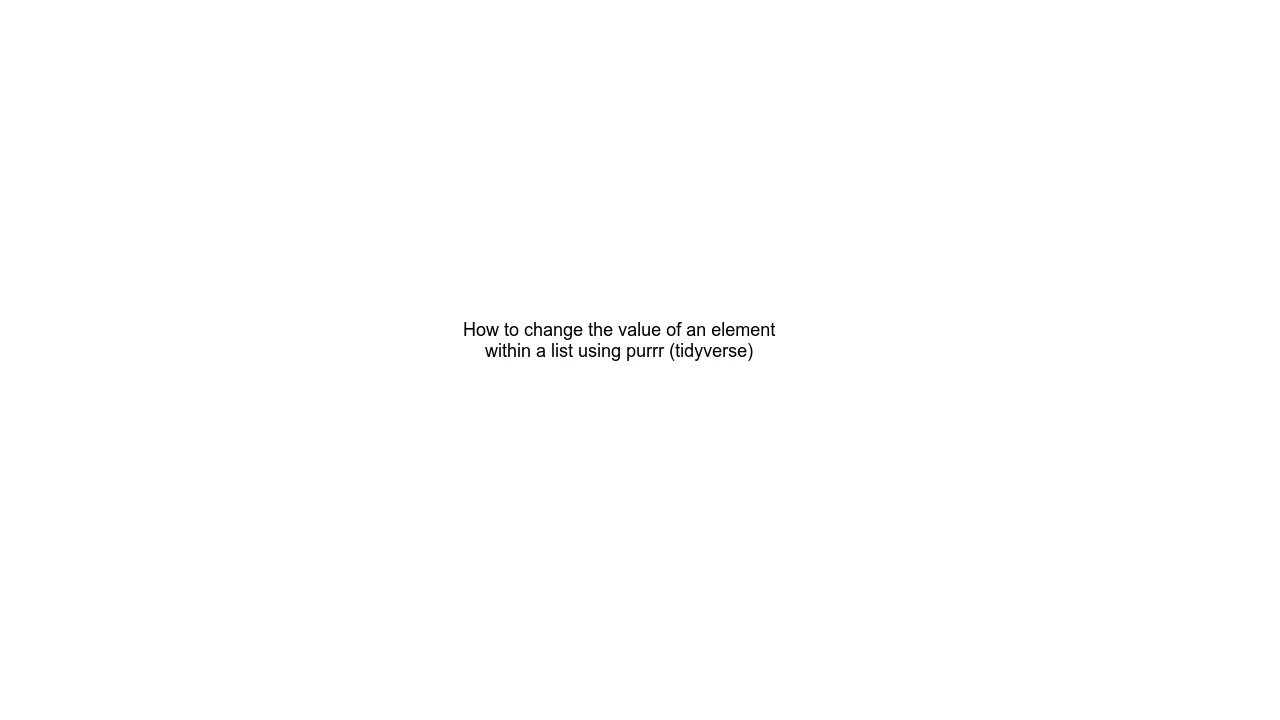 How to change the value of an element
within a list using purrr (tidyverse)